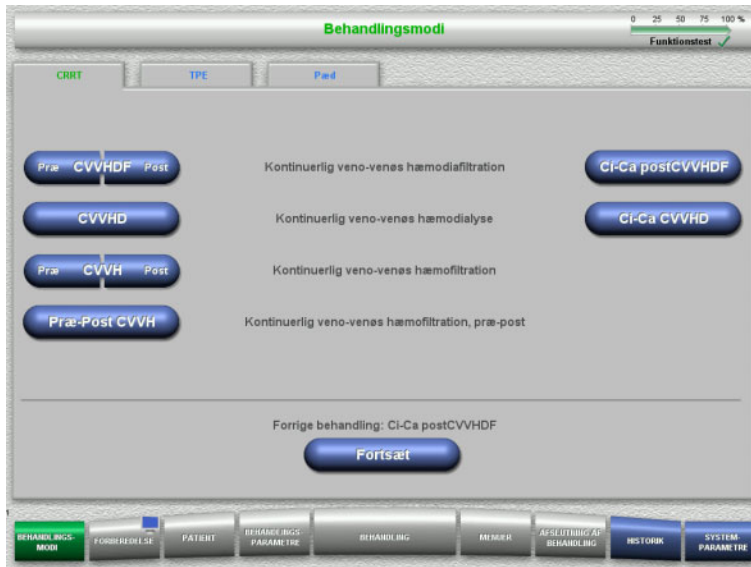 Behandlingsmodi
0 25 50 75 100 %
Funktionstest
CRRT TPE Pæd
Præ CVVHDF Post Kontinuerlig veno-venøs hæmodiafiltration Ci-Ca postCVVHDF
CVVHD Kontinuerlig veno-venøs hæmodialyse Ci-Ca CVVHD
Præ CVVH Post Kontinuerlig veno-venøs hæmofiltration
Præ-Post CVVH Kontinuerlig veno-venøs hæmofiltration, præ-post
Forrige behandling: Ci-Ca postCVVHDF
Fortsæt
1
BEHANDLINGS-
MODI
FORBEREDELSE
PATIENT
BEHANDLINGS-
PARAMETRE
BEHANDLING
MENUER
AFSLUTNING AF
BEHANDLING
HISTORIK
SYSTEM-
PARAMETRE